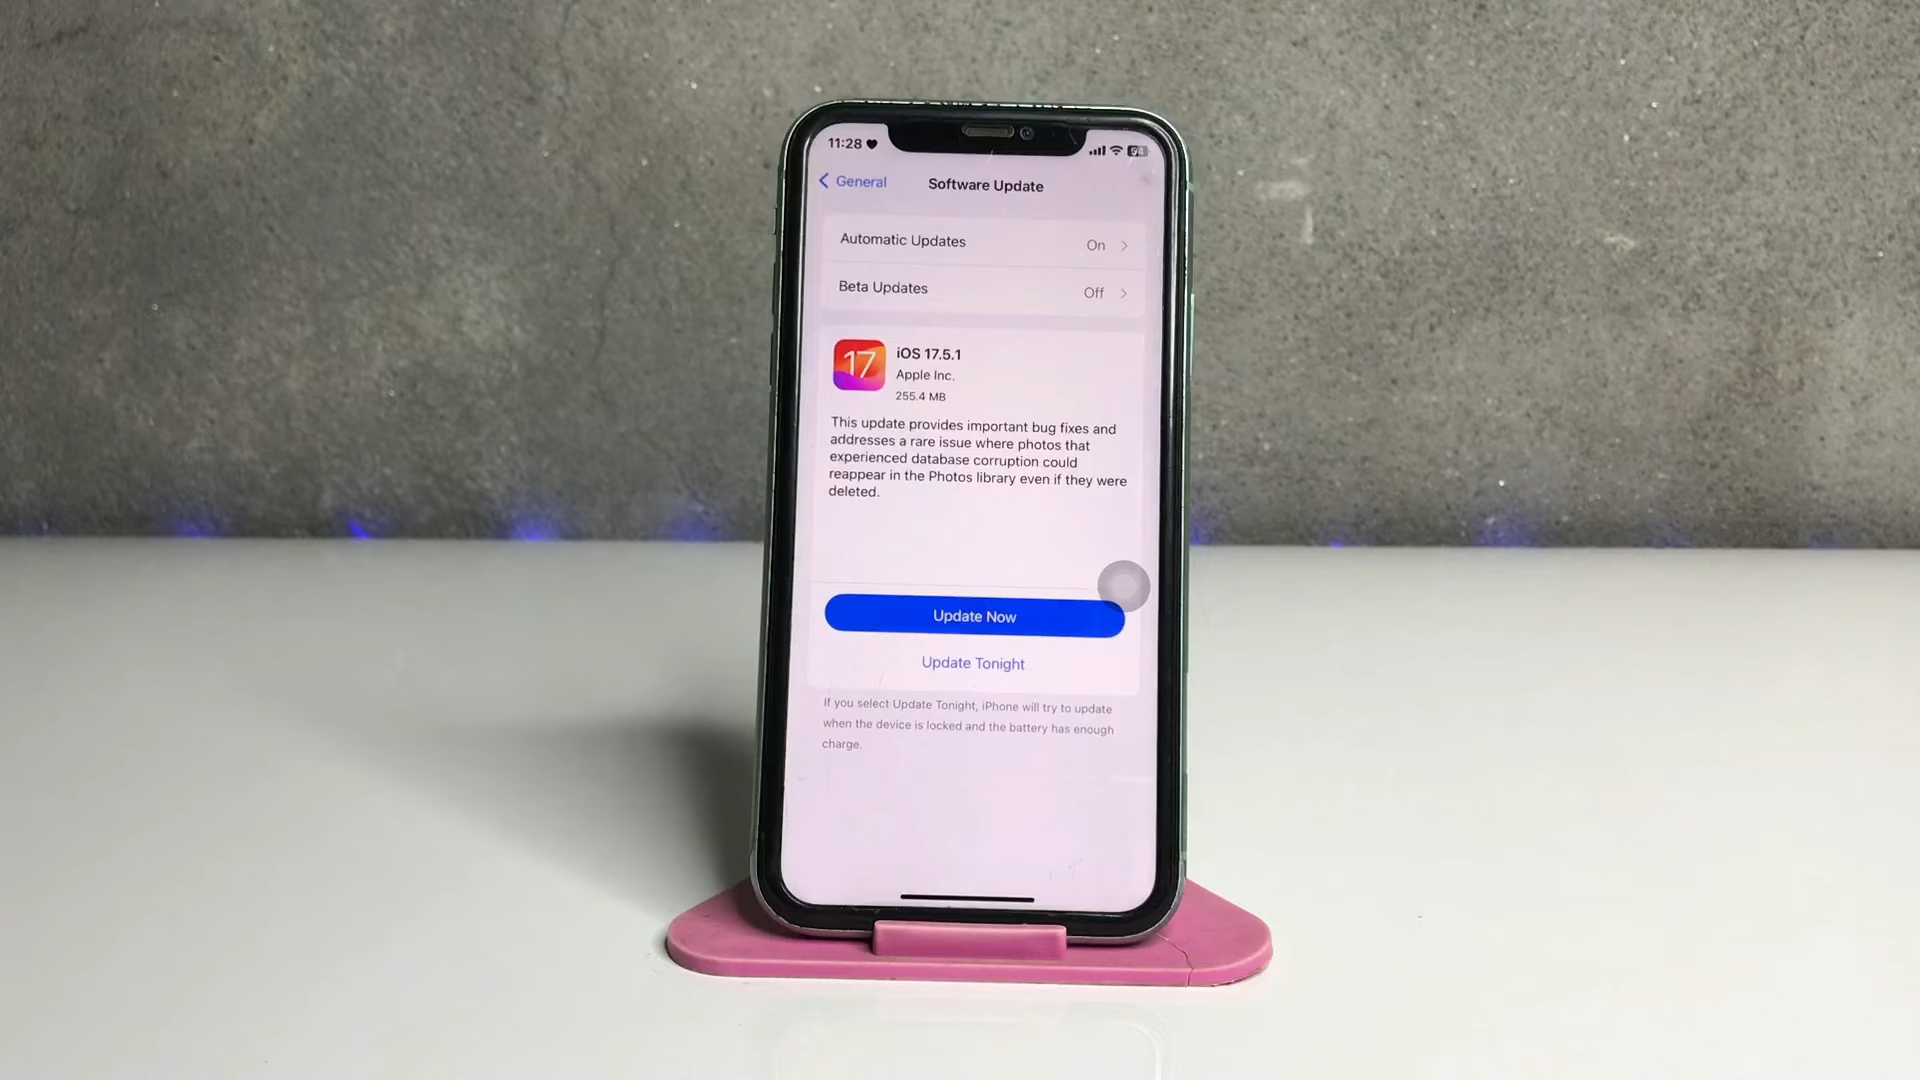 11:28
General
Software Update
Automatic Updates On
Beta Updates Off
17
iOS 17.5.1
Apple Inc.
255.4 MB
This update provides important bug fixes and
addresses a rare issue where photos that
experienced database corruption could
reappear in the Photos library even if they were
deleted.
Update Now
Update Tonight
If you select Update Tonight, iPhone will try to update
when the device is locked and the battery has enough
charge.